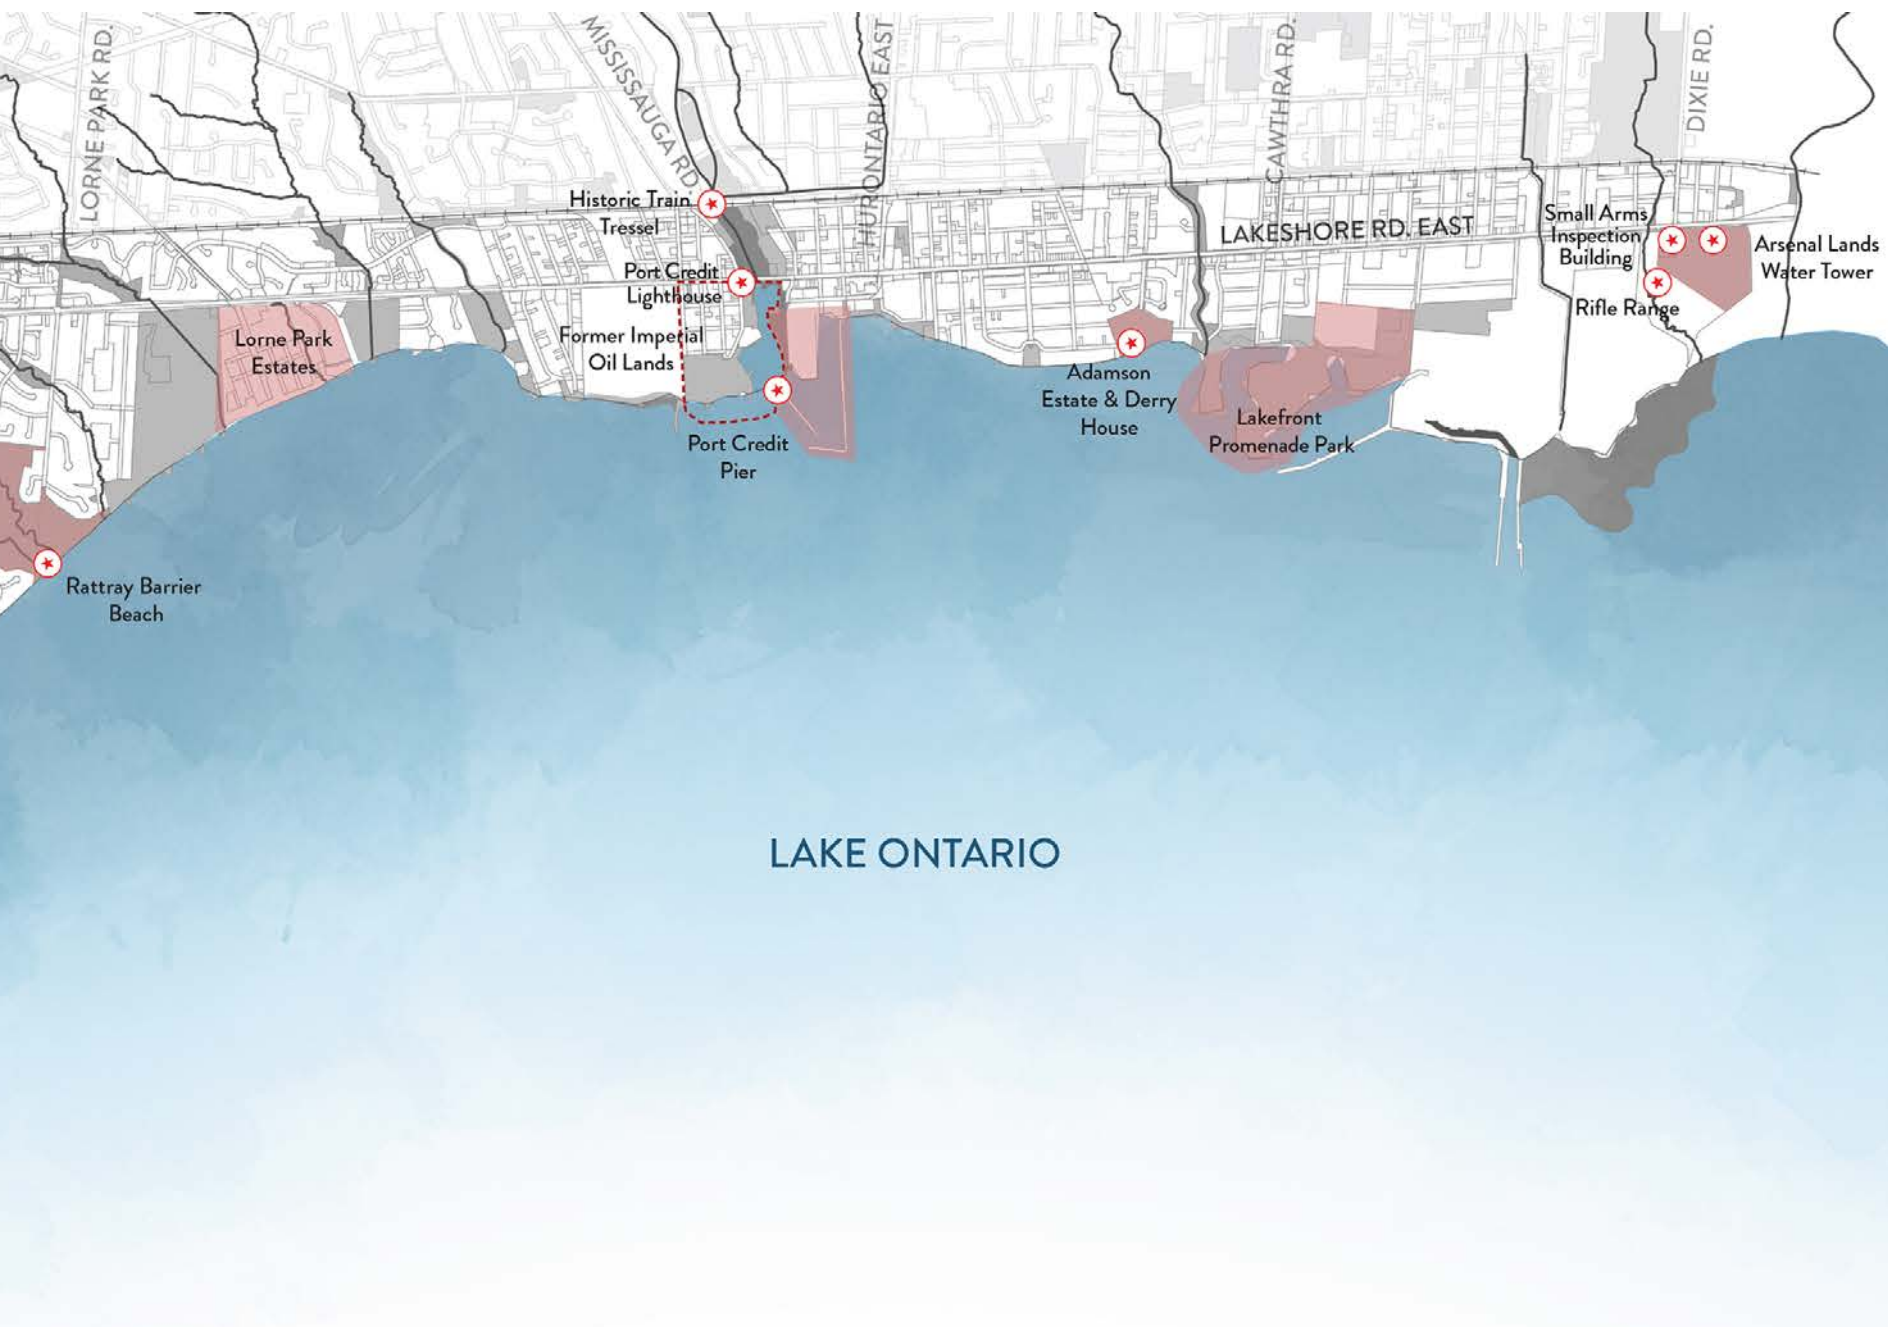 LORNE PARK RD.
MISSISSAUGA RD.
HURONTARIO EAST
CAWTHRA RD.
DIXIE RD.
Historic Train
Tressel
LAKESHORE RD. EAST
Small Arms
Inspection
Building
Arsenal Lands
Water Tower
Port Credit
Lighthouse
Rifle Range
Former Imperial
Oil Lands
Lorne Park
Estates
Adamson
Estate & Derry
House
Lakefront
Promenade Park
Port Credit
Pier
Rattray Barrier
Beach
LAKE ONTARIO